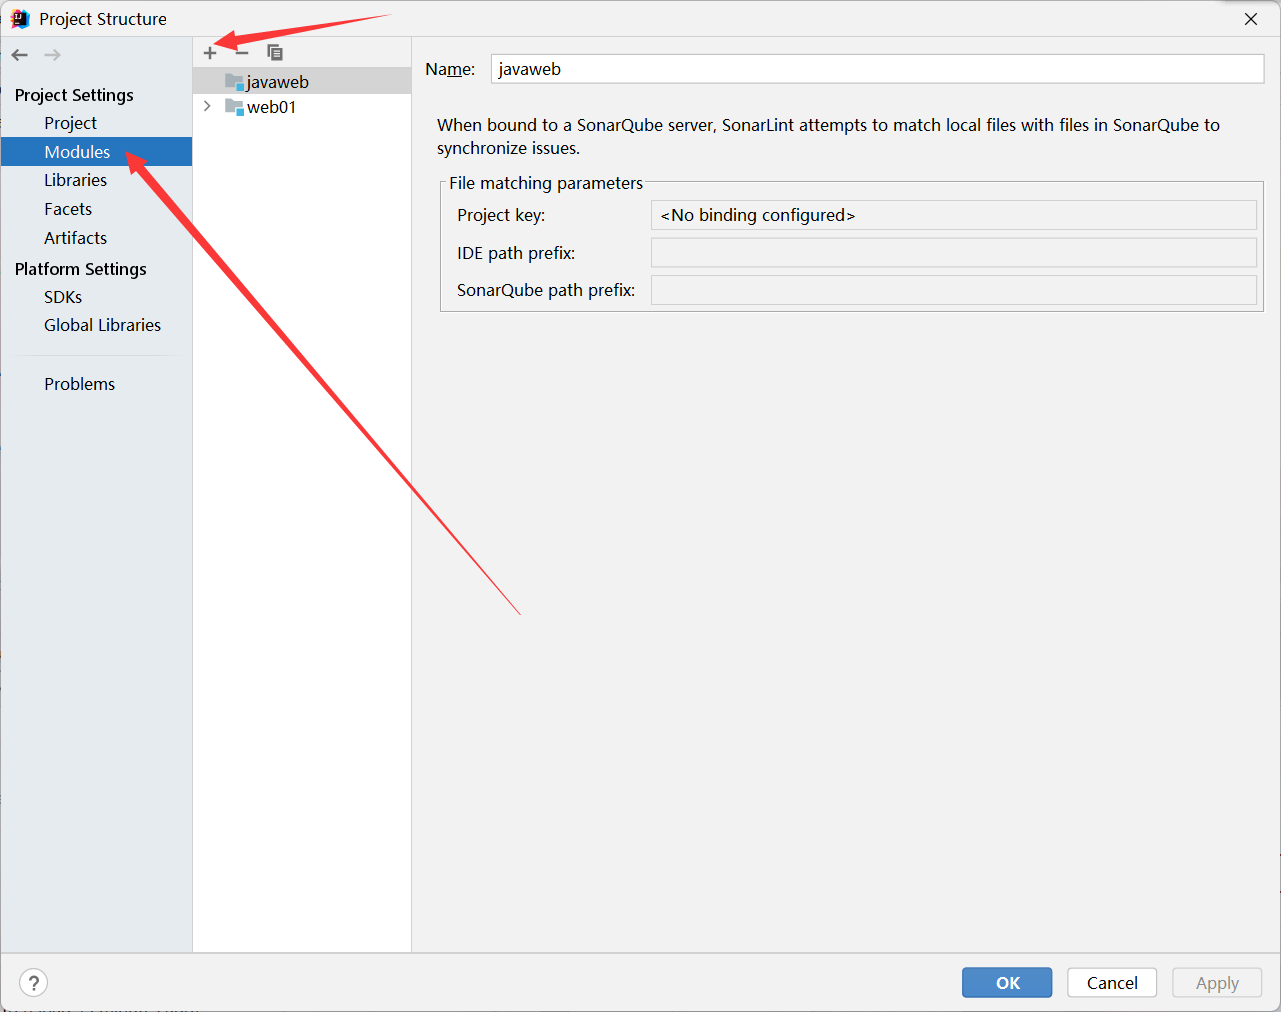 Project Structure
Project Settings
Project
Modules
Libraries
Facets
Artifacts
Platform Settings
SDKs
Global Libraries
Problems
javaweb
web01
Name: javaweb
When bound to a SonarQube server, SonarLint attempts to match local files with files in SonarQube to
synchronize issues.
File matching parameters
Project key: <No binding configured>
IDE path prefix:
SonarQube path prefix:
?
OK Cancel Apply